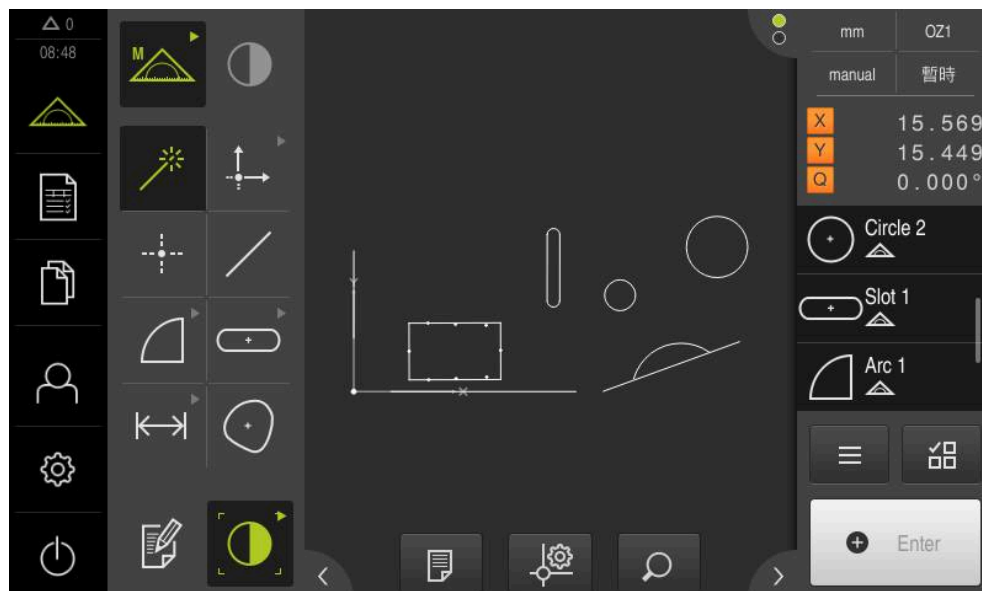 0
08:48
M
Y
X
mm
OZ1
manual
暫時
X 15.569
Y 15.449
Q 0.000°
Circle 2
Slot 1
Arc 1
Enter